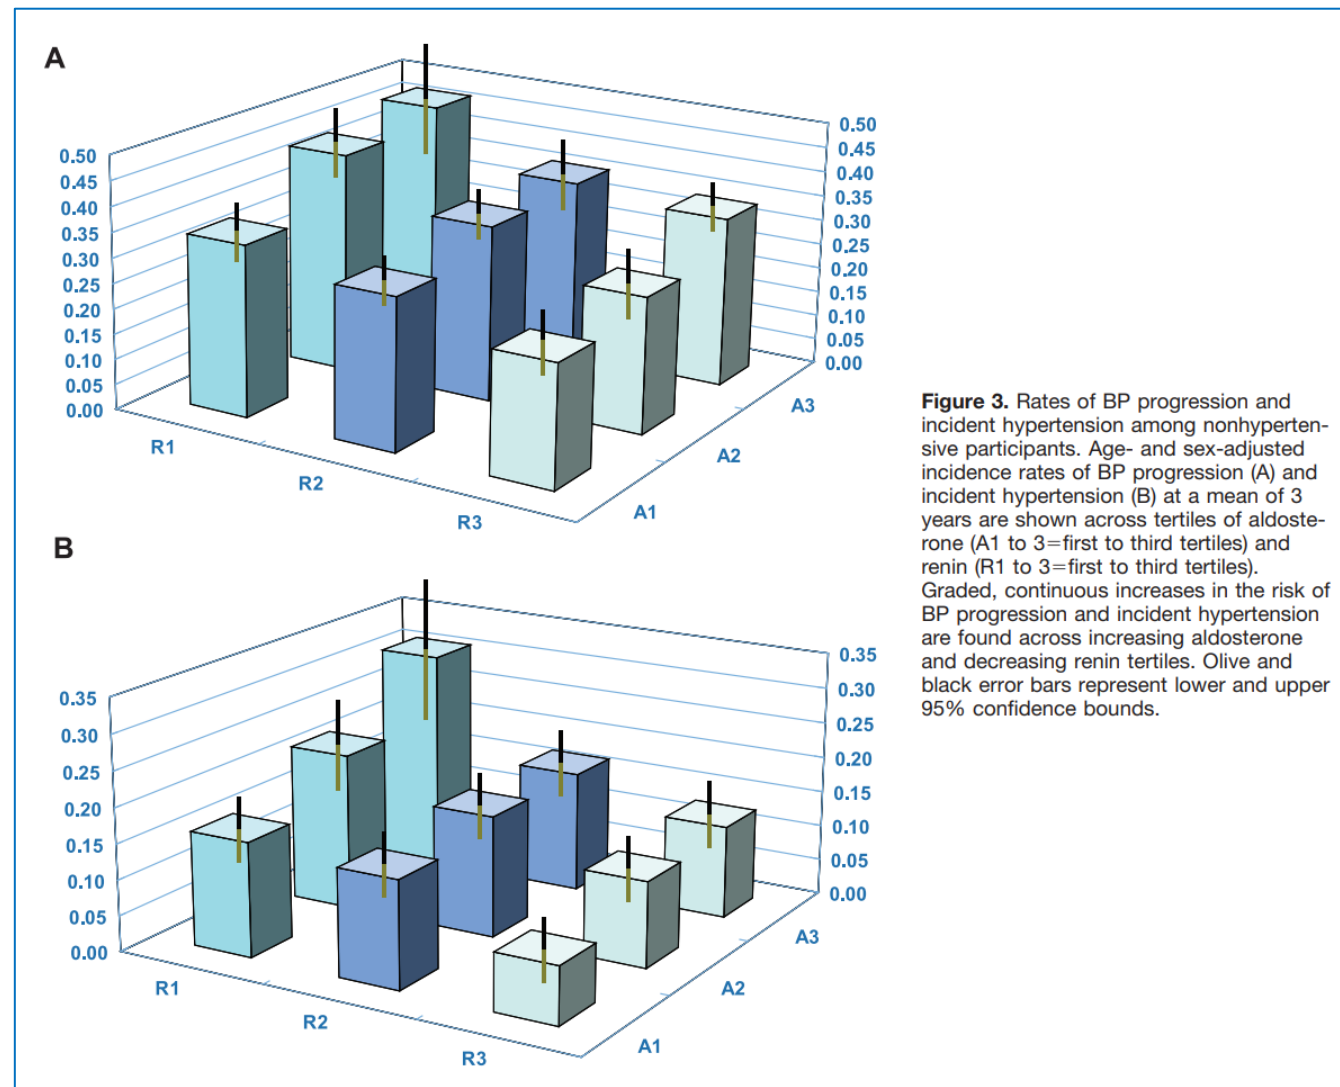 A
0.50
0.45
0.40
0.35
0.30
0.25
0.20
0.15
0.10
0.05
0.00
0.50
0.45
0.40
0.35
0.30
0.25
0.20
0.15
0.10
0.05
0.00
R1
R2
R3
A1
A2
A3
B
0.35
0.30
0.25
0.20
0.15
0.10
0.05
0.00
0.35
0.30
0.25
0.20
0.15
0.10
0.05
0.00
R1
R2
R3
A1
A2
A3
Figure 3. Rates of BP progression and
incident hypertension among nonhyperten-
sive participants. Age- and sex-adjusted
incidence rates of BP progression (A) and
incident hypertension (B) at a mean of 3
years are shown across tertiles of aldoste-
rone (A1 to 3=first to third tertiles) and
renin (R1 to 3=first to third tertiles).
Graded, continuous increases in the risk of
BP progression and incident hypertension
are found across increasing aldosterone
and decreasing renin tertiles. Olive and
black error bars represent lower and upper
95% confidence bounds.